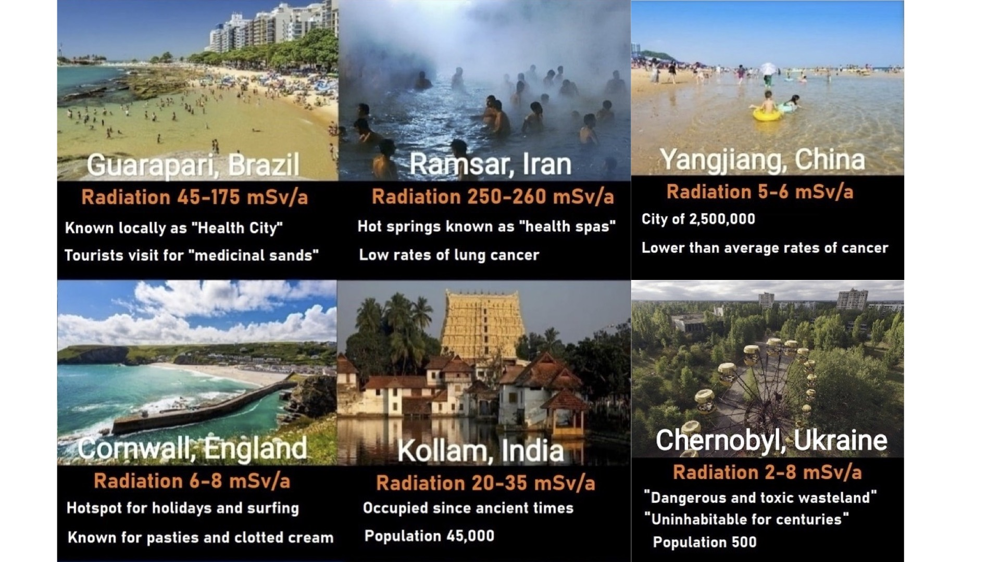 Guarapari, Brazil
Radiation 45-175 mSv/a
Known locally as "Health City"
Tourists visit for "medicinal sands"
Ramsar, Iran
Radiation 250-260 mSv/a
Hot springs known as "health spas"
Low rates of lung cancer
Yangjiang, China
Radiation 5-6 mSv/a
City of 2,500,000
Lower than average rates of cancer
Cornwall, England
Radiation 6-8 mSv/a
Hotspot for holidays and surfing
Known for pasties and clotted cream
Kollam, India
Radiation 20-35 mSv/a
Occupied since ancient times
Population 45,000
Chernobyl, Ukraine
Radiation 2-8 mSv/a
"Dangerous and toxic wasteland"
"Uninhabitable for centuries"
Population 500